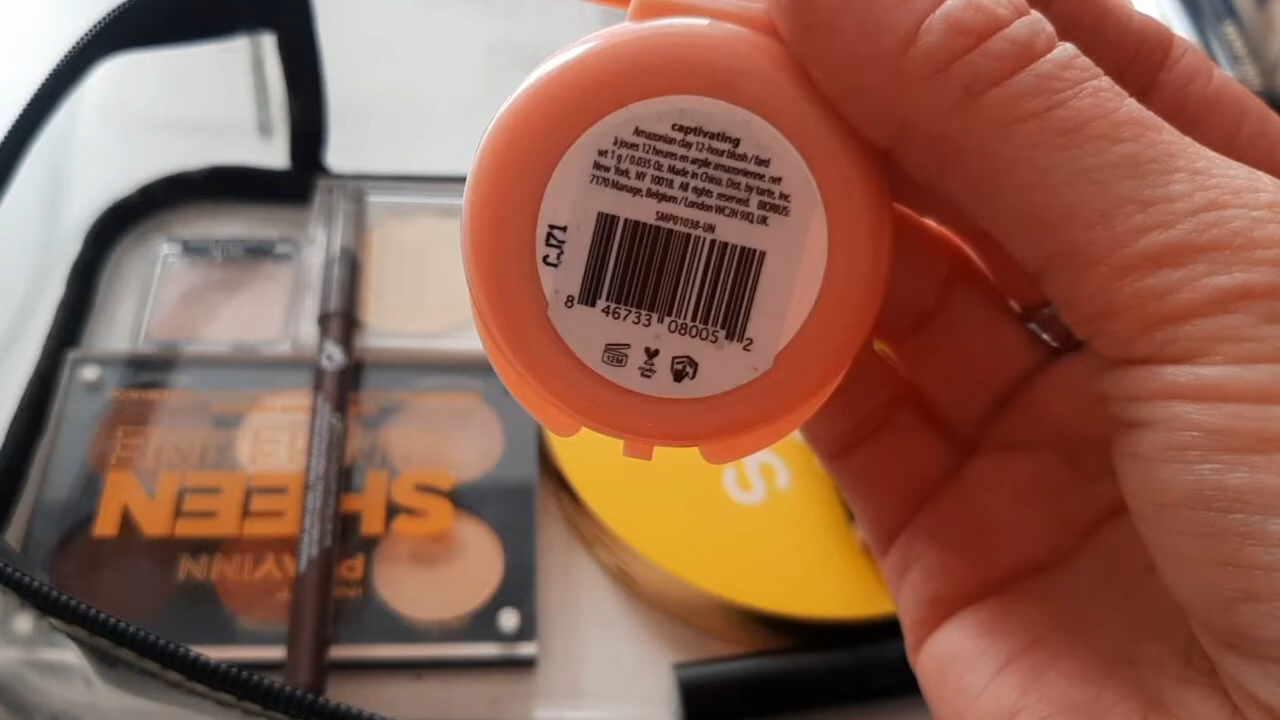 captivating
Amazonian clay 12-hour blush / fard
à joues 12 heures en argile amazonienne. net
wt 1 g / 0.035 Oz. Made in China. Dist. by tarte, inc.
New York, NY 10018. All rights reserved. BIORIUS:
7170 Manage, Belgium / London WC2H 9JQ, UK.
SMP01038-UN
CJ71
8 46733 08005 2
12M
SHEEN
PLAYINN
S